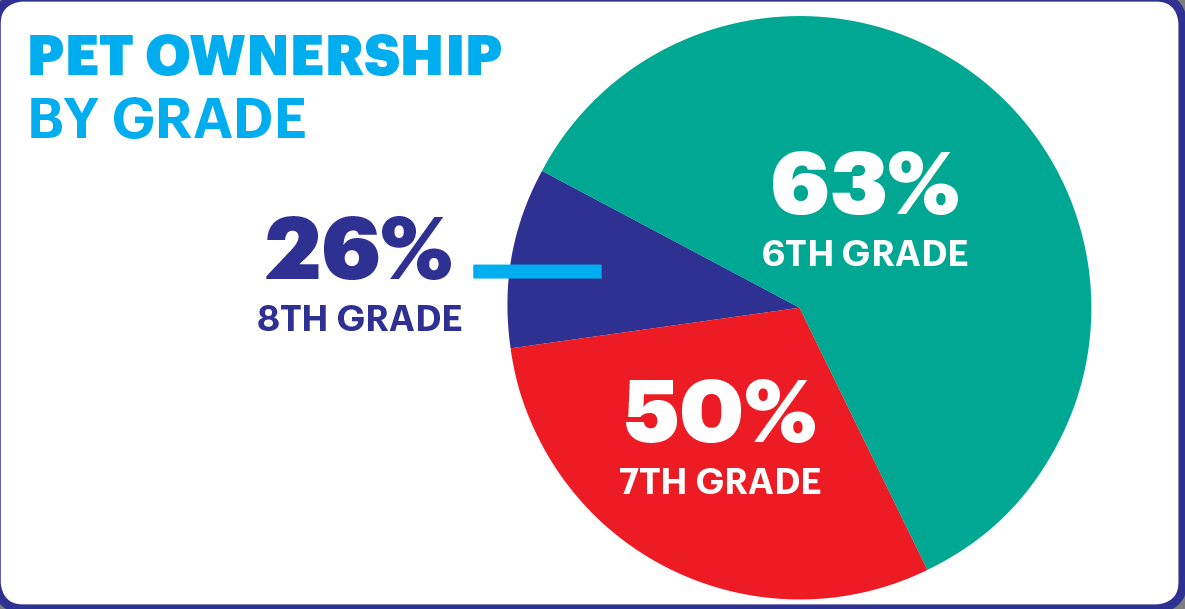 PET OWNERSHIP
BY GRADE
63%
6TH GRADE
26%
8TH GRADE
50%
7TH GRADE